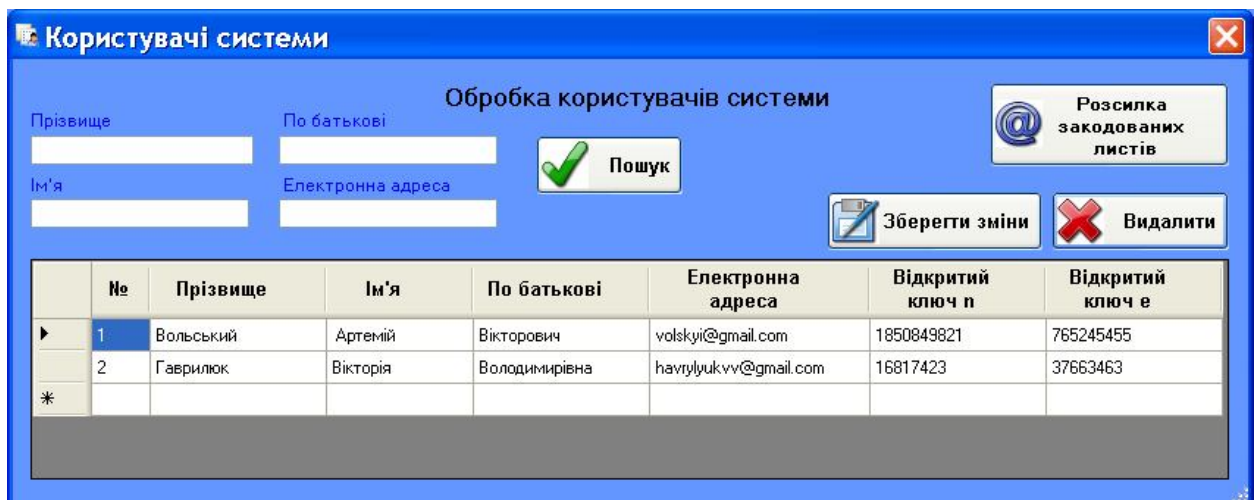 Користувачі системи
Обробка користувачів системи
Прізвище
По батькові
Ім'я
Електронна адреса
Пошук
Розсилка
закодованих
листів
Зберегти зміни
Видалити
№ Прізвище Ім'я По батькові Електронна адреса Відкритий ключ n Відкритий ключ e
1 Вольський Артемій Вікторович volskyi@gmail.com 1850849821 765245455
2 Гаврилюк Вікторія Володимирівна havrylyukvv@gmail.com 16817423 37663463